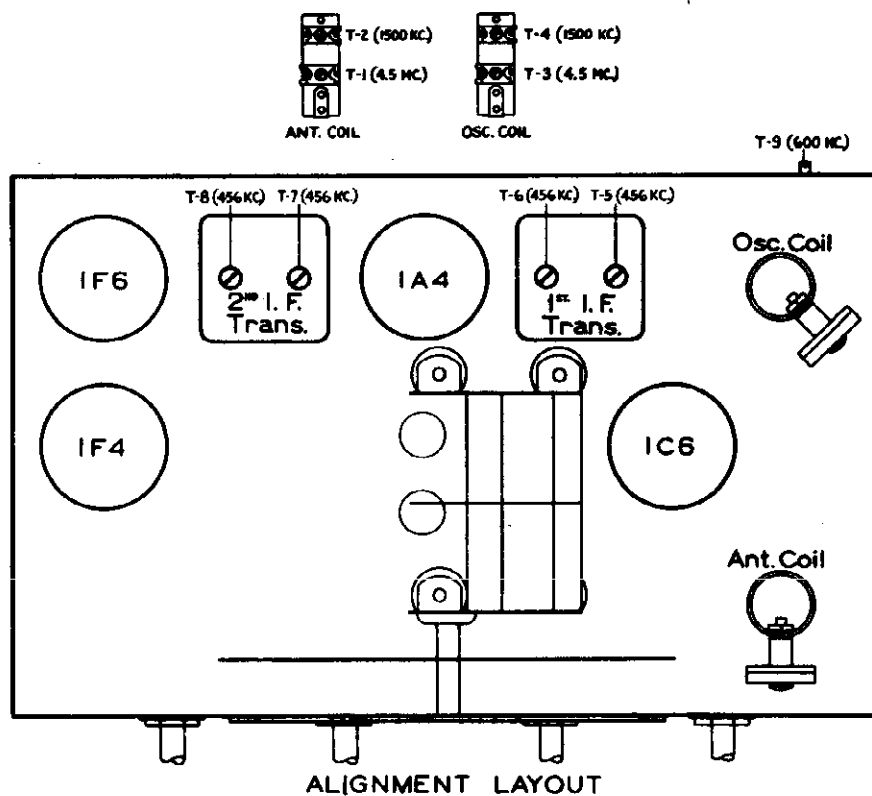 T-2 (1500 KC.)
T-4 (1500 KC)
T-1 (4.5 MC.)
T-3 (4.5 MC.)
ANT. COIL
OSC. COIL
T-9 (600 KC.)
T-8 (456 KC.)
T-7 (456 KC.)
T-6 (456 KC.)
T-5 (456 KC.)
Osc. Coil
1F6
2ND I. F.
Trans.
1A4
1ST. I. F.
Trans.
1F4
1C6
Ant. Coil
ALIGNMENT LAYOUT